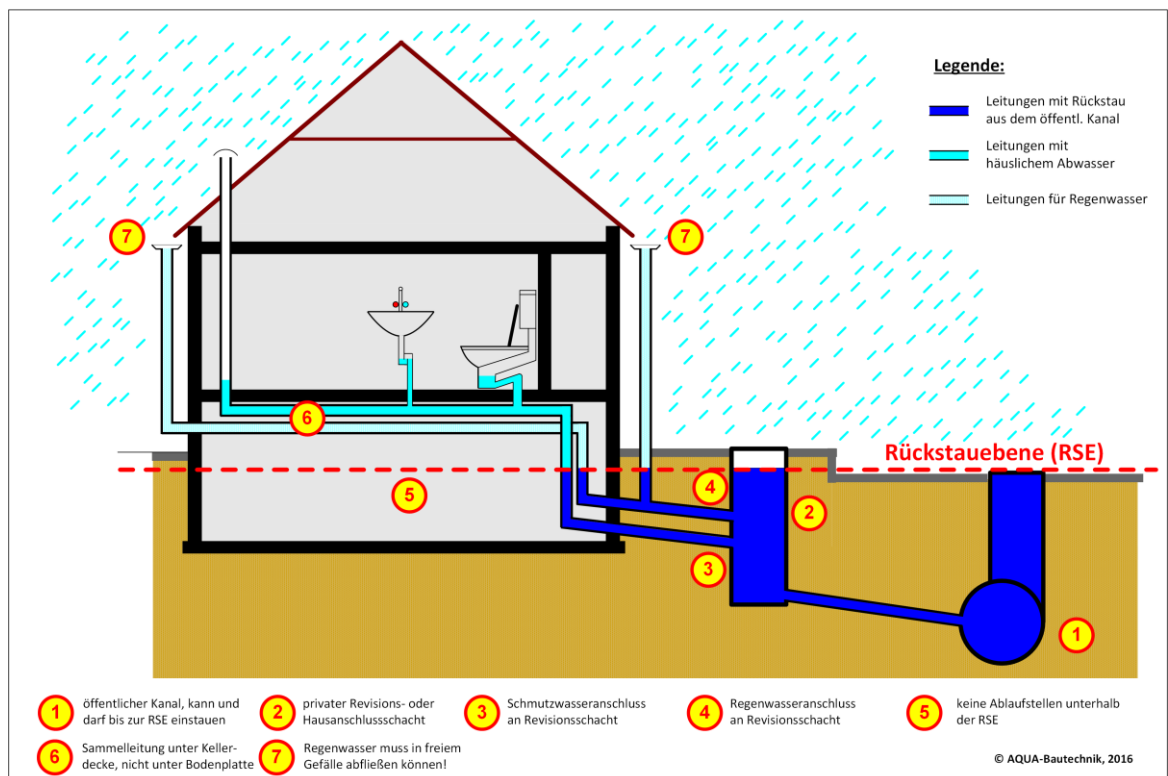 Legende:
Leitungen mit Rückstau
aus dem öffentl. Kanal
Leitungen mit
häuslichem Abwasser
Leitungen für Regenwasser
7
7
6
Rückstauebene (RSE)
5
4
2
3
1
1 öffentlicher Kanal, kann und
darf bis zur RSE einstauen
2 privater Revisions- oder
Hausanschlussschacht
3 Schmutzwasseranschluss
an Revisionsschacht
4 Regenwasseranschluss
an Revisionsschacht
5 keine Ablaufstellen unterhalb
der RSE
6 Sammelleitung unter Keller-
decke, nicht unter Bodenplatte
7 Regenwasser muss in freiem
Gefälle abfließen können!
© AQUA-Bautechnik, 2016